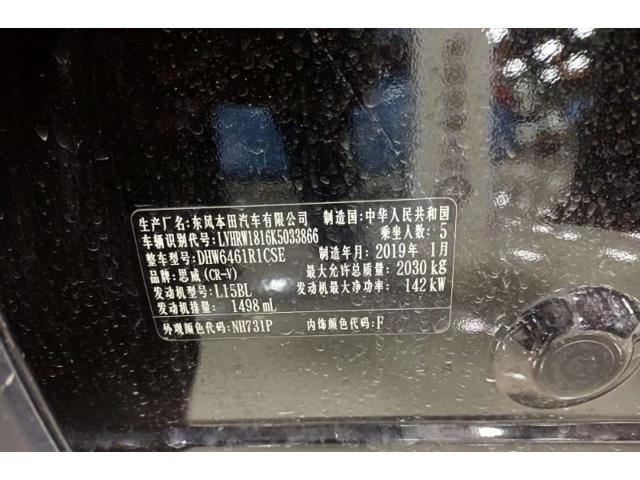 生产厂名:东风本田汽车有限公司 制造国:中华人民共和国
车辆识别代号:LVHRW1816K5033866 乘坐人数:5
整车型号:DHW6461R1CSE 制造年月:2019年 1月
品牌:思威(CR-V) 最大允许总质量:2030 kg
发动机型号:L15BL 发动机最大净功率:142 kW
发动机排量:1498 mL
外观颜色代码:NH731P 内饰颜色代码:F